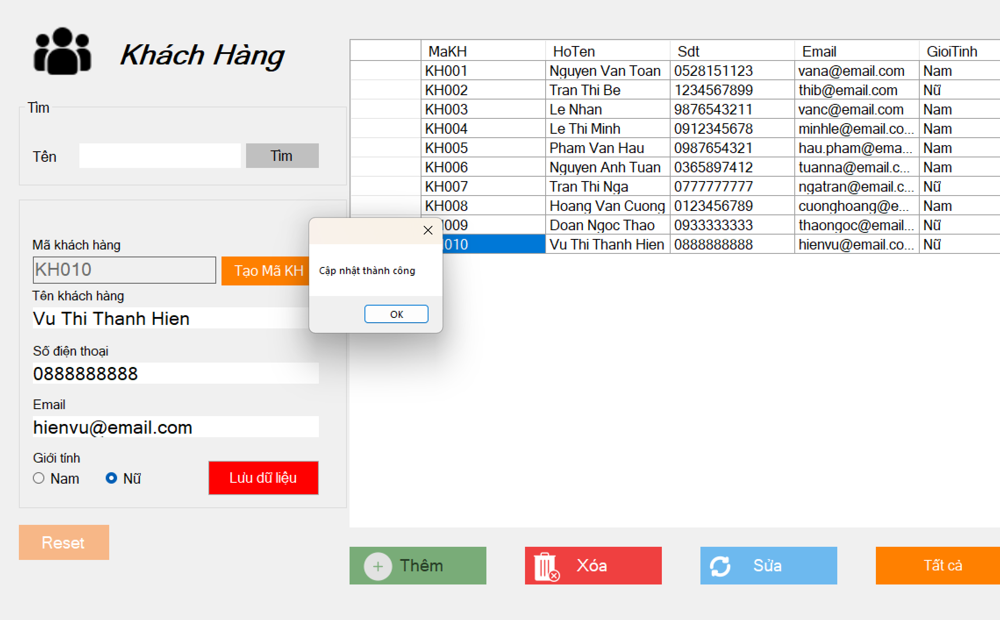 Khách Hàng
Tìm
Tên
Tìm
Mã khách hàng
KH010
Tạo Mã KH
Tên khách hàng
Vu Thi Thanh Hien
Số điện thoại
0888888888
Email
hienvu@email.com
Giới tính
Nam Nữ
Lưu dữ liệu
Reset
MaKH HoTen Sdt Email GioiTinh
KH001 Nguyen Van Toan 0528151123 vana@email.com Nam
KH002 Tran Thi Be 1234567899 thib@email.com Nữ
KH003 Le Nhan 9876543211 vanc@email.com Nam
KH004 Le Thi Minh 0912345678 minhle@email.co... Nam
KH005 Pham Van Hau 0987654321 hau.pham@ema... Nam
KH006 Nguyen Anh Tuan 0365897412 tuanna@email.c... Nam
KH007 Tran Thi Nga 0777777777 ngatran@email.c... Nữ
KH008 Hoang Van Cuong 0123456789 cuonghoang@e... Nam
009 Doan Ngoc Thao 0933333333 thaongoc@email... Nữ
010 Vu Thi Thanh Hien 0888888888 hienvu@email.co... Nữ
Cập nhật thành công
OK
Thêm
Xóa
Sửa
Tất cả